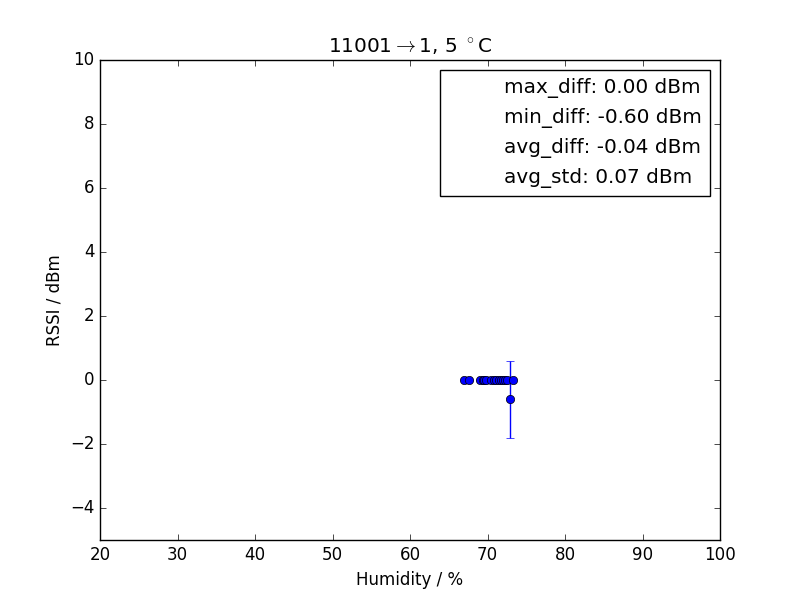 11001→1, 5 °C
max_diff: 0.00 dBm
min_diff: -0.60 dBm
avg_diff: -0.04 dBm
avg_std: 0.07 dBm
10
8
6
4
2
0
−2
−4
RSSI / dBm
20 30 40 50 60 70 80 90 100
Humidity / %